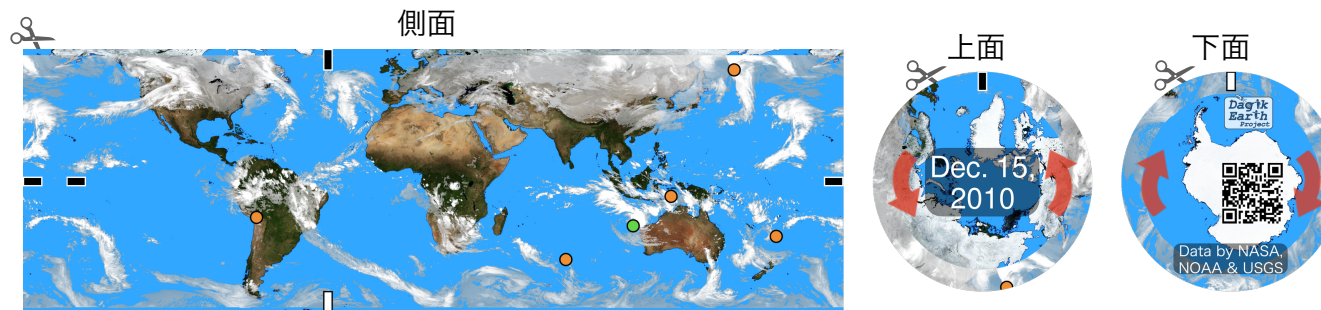 側面
上面
下面
Dec. 15,
2010
Dagik
Earth
Project
Data by NASA,
NOAA & USGS